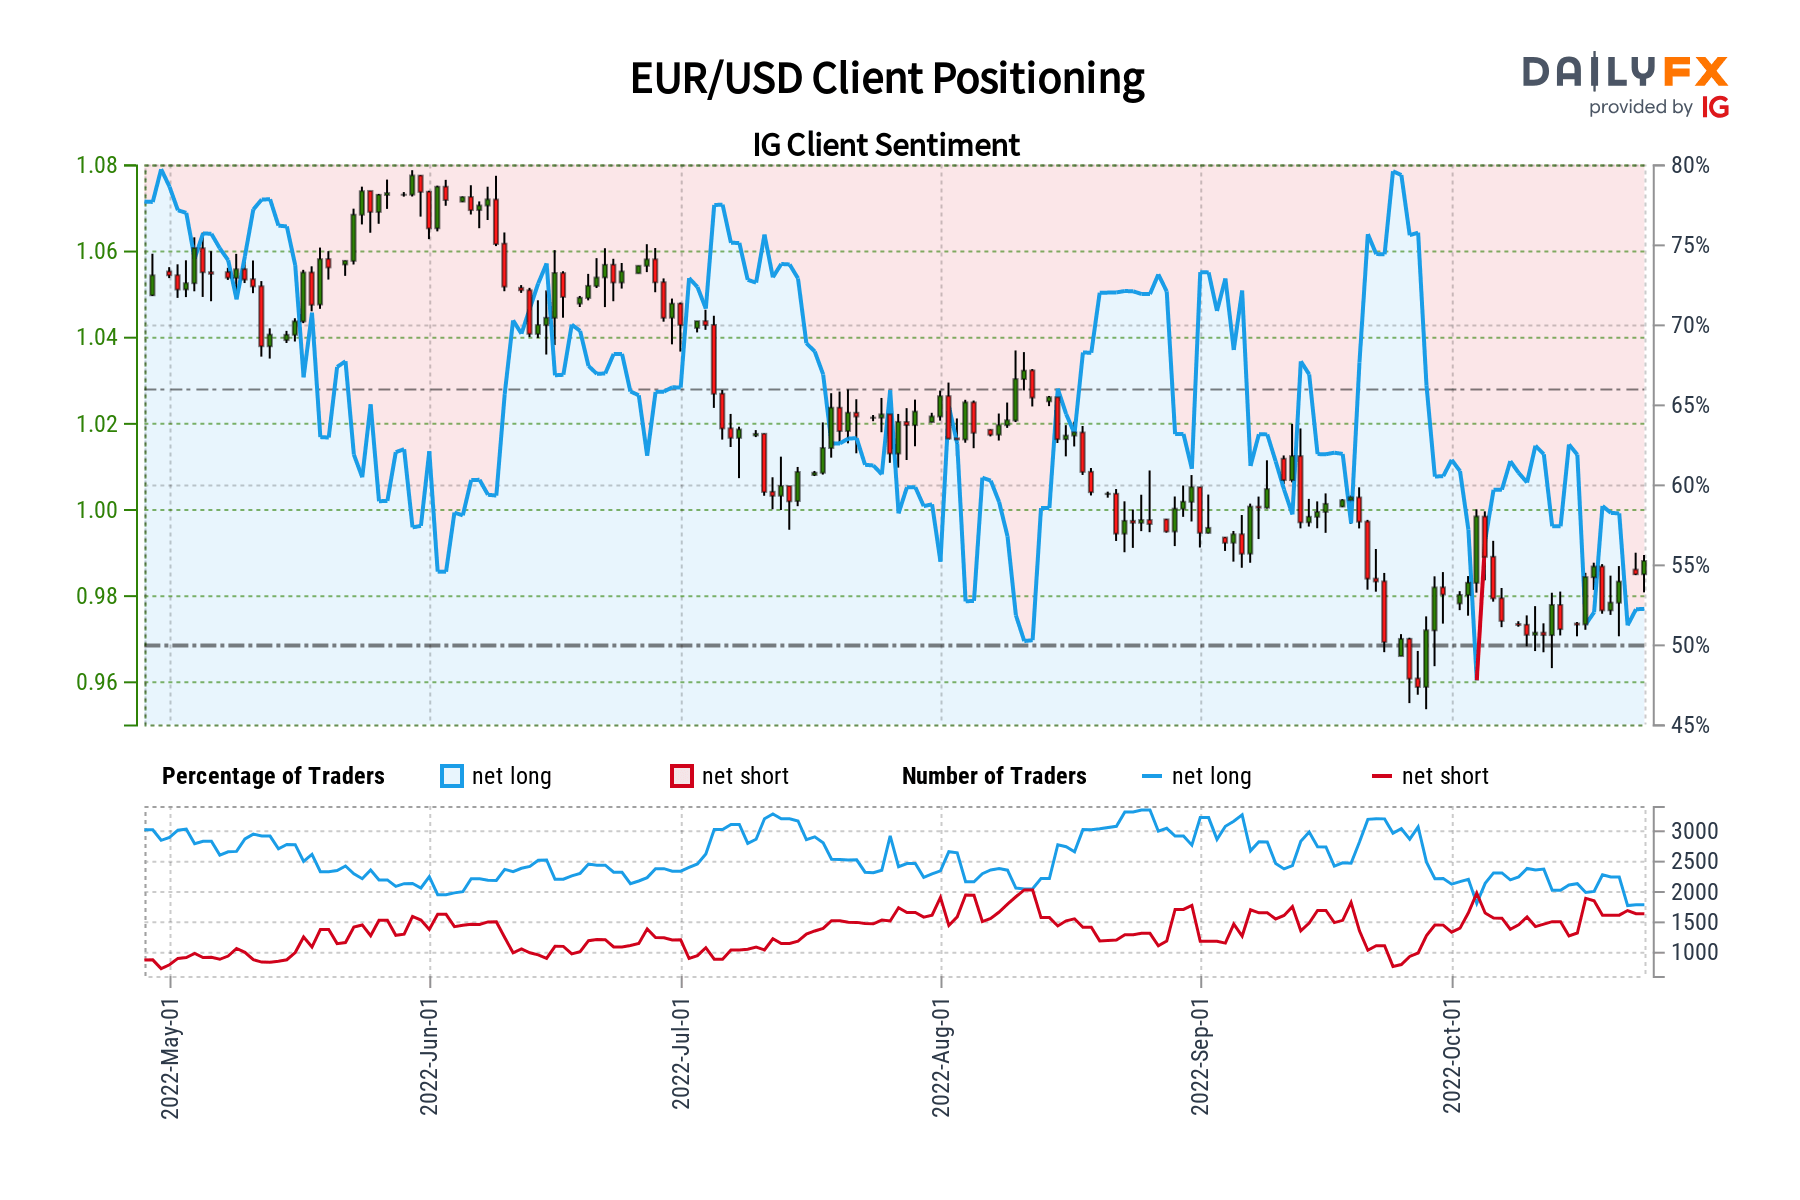 EUR/USD Client Positioning
DAILYFX
provided by IG
IG Client Sentiment
1.08
1.06
1.04
1.02
1.00
0.98
0.96
80%
75%
70%
65%
60%
55%
50%
45%
Percentage of Traders net long net short Number of Traders net long net short
3000
2500
2000
1500
1000
2022-May-01
2022-Jun-01
2022-Jul-01
2022-Aug-01
2022-Sep-01
2022-Oct-01